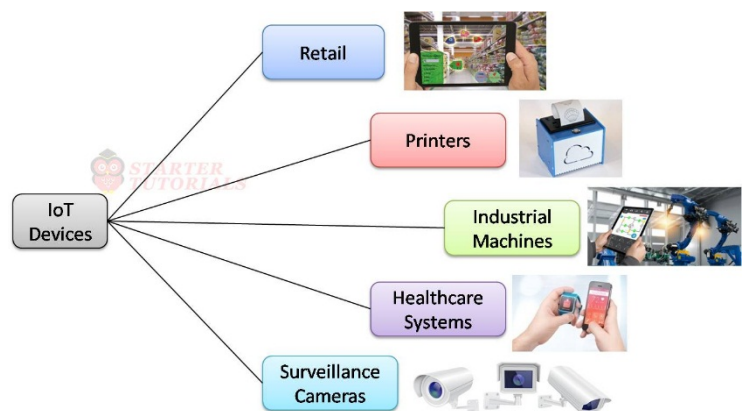 Retail
Printers
STARTER
TUTORIALS
IoT
Devices
Industrial
Machines
Healthcare
Systems
Surveillance
Cameras